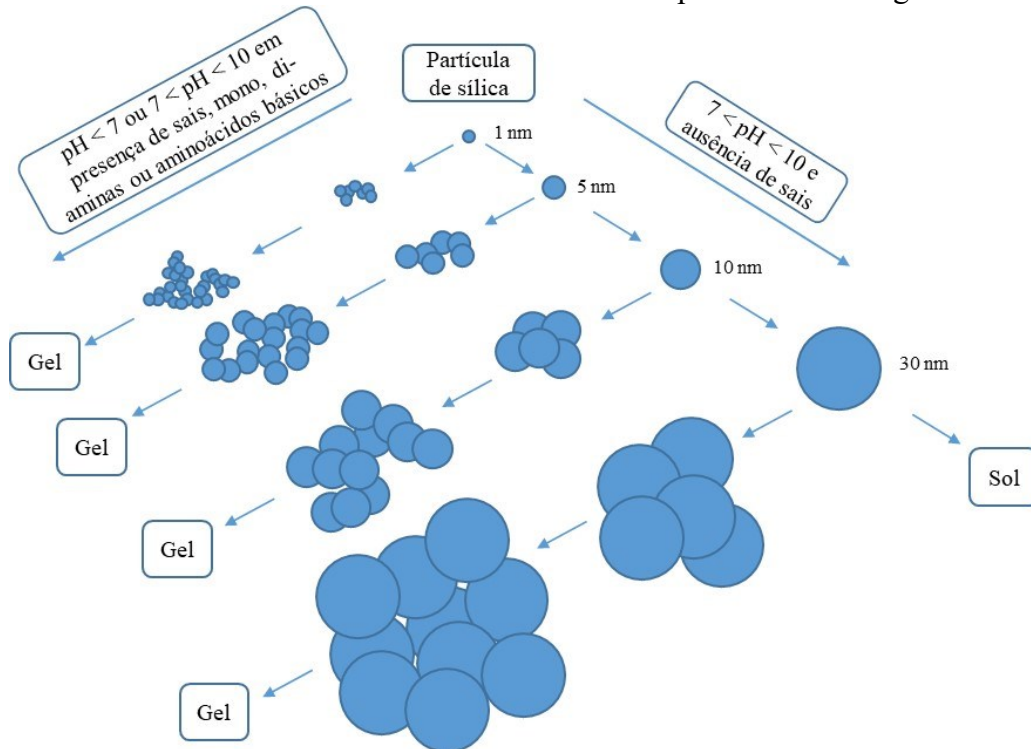 Partícula
de sílica
pH < 7 ou 7 < pH < 10 em
presença de sais, mono, di-
aminas ou aminoácidos básicos
7 < pH < 10 e
ausência de sais
1 nm
5 nm
10 nm
30 nm
Gel
Gel
Sol
Gel
Gel